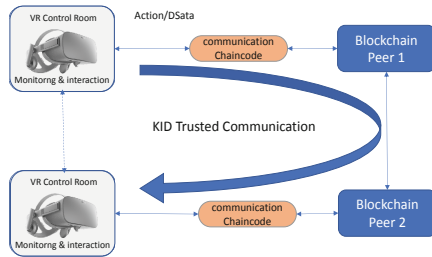 VR Control Room
Monitorng & interaction
Action/DSata
communication
Chaincode
Blockchain
Peer 1
KID Trusted Communication
VR Control Room
Monitorng & interaction
communication
Chaincode
Blockchain
Peer 2